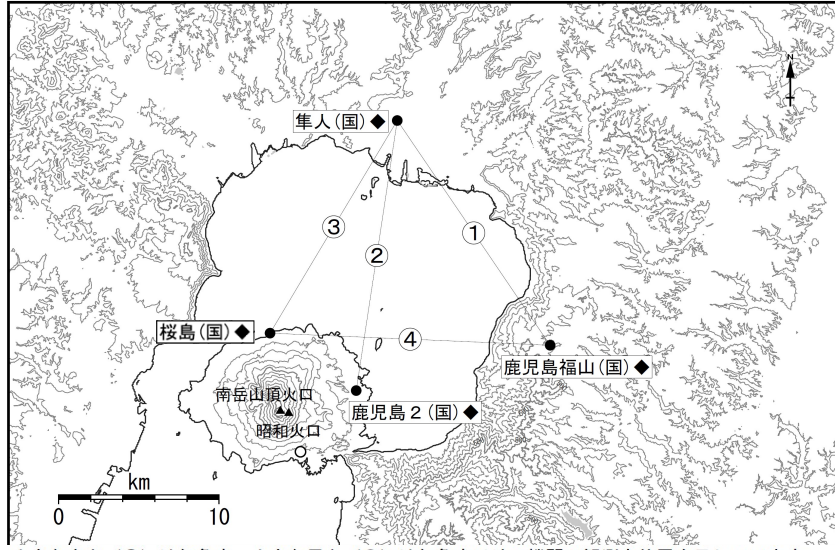 N
隼人(国)◆
③
①
②
桜島(国)◆
④
鹿児島福山(国)◆
南岳山頂火口
鹿児島2(国)◆
昭和火口
km
0 10